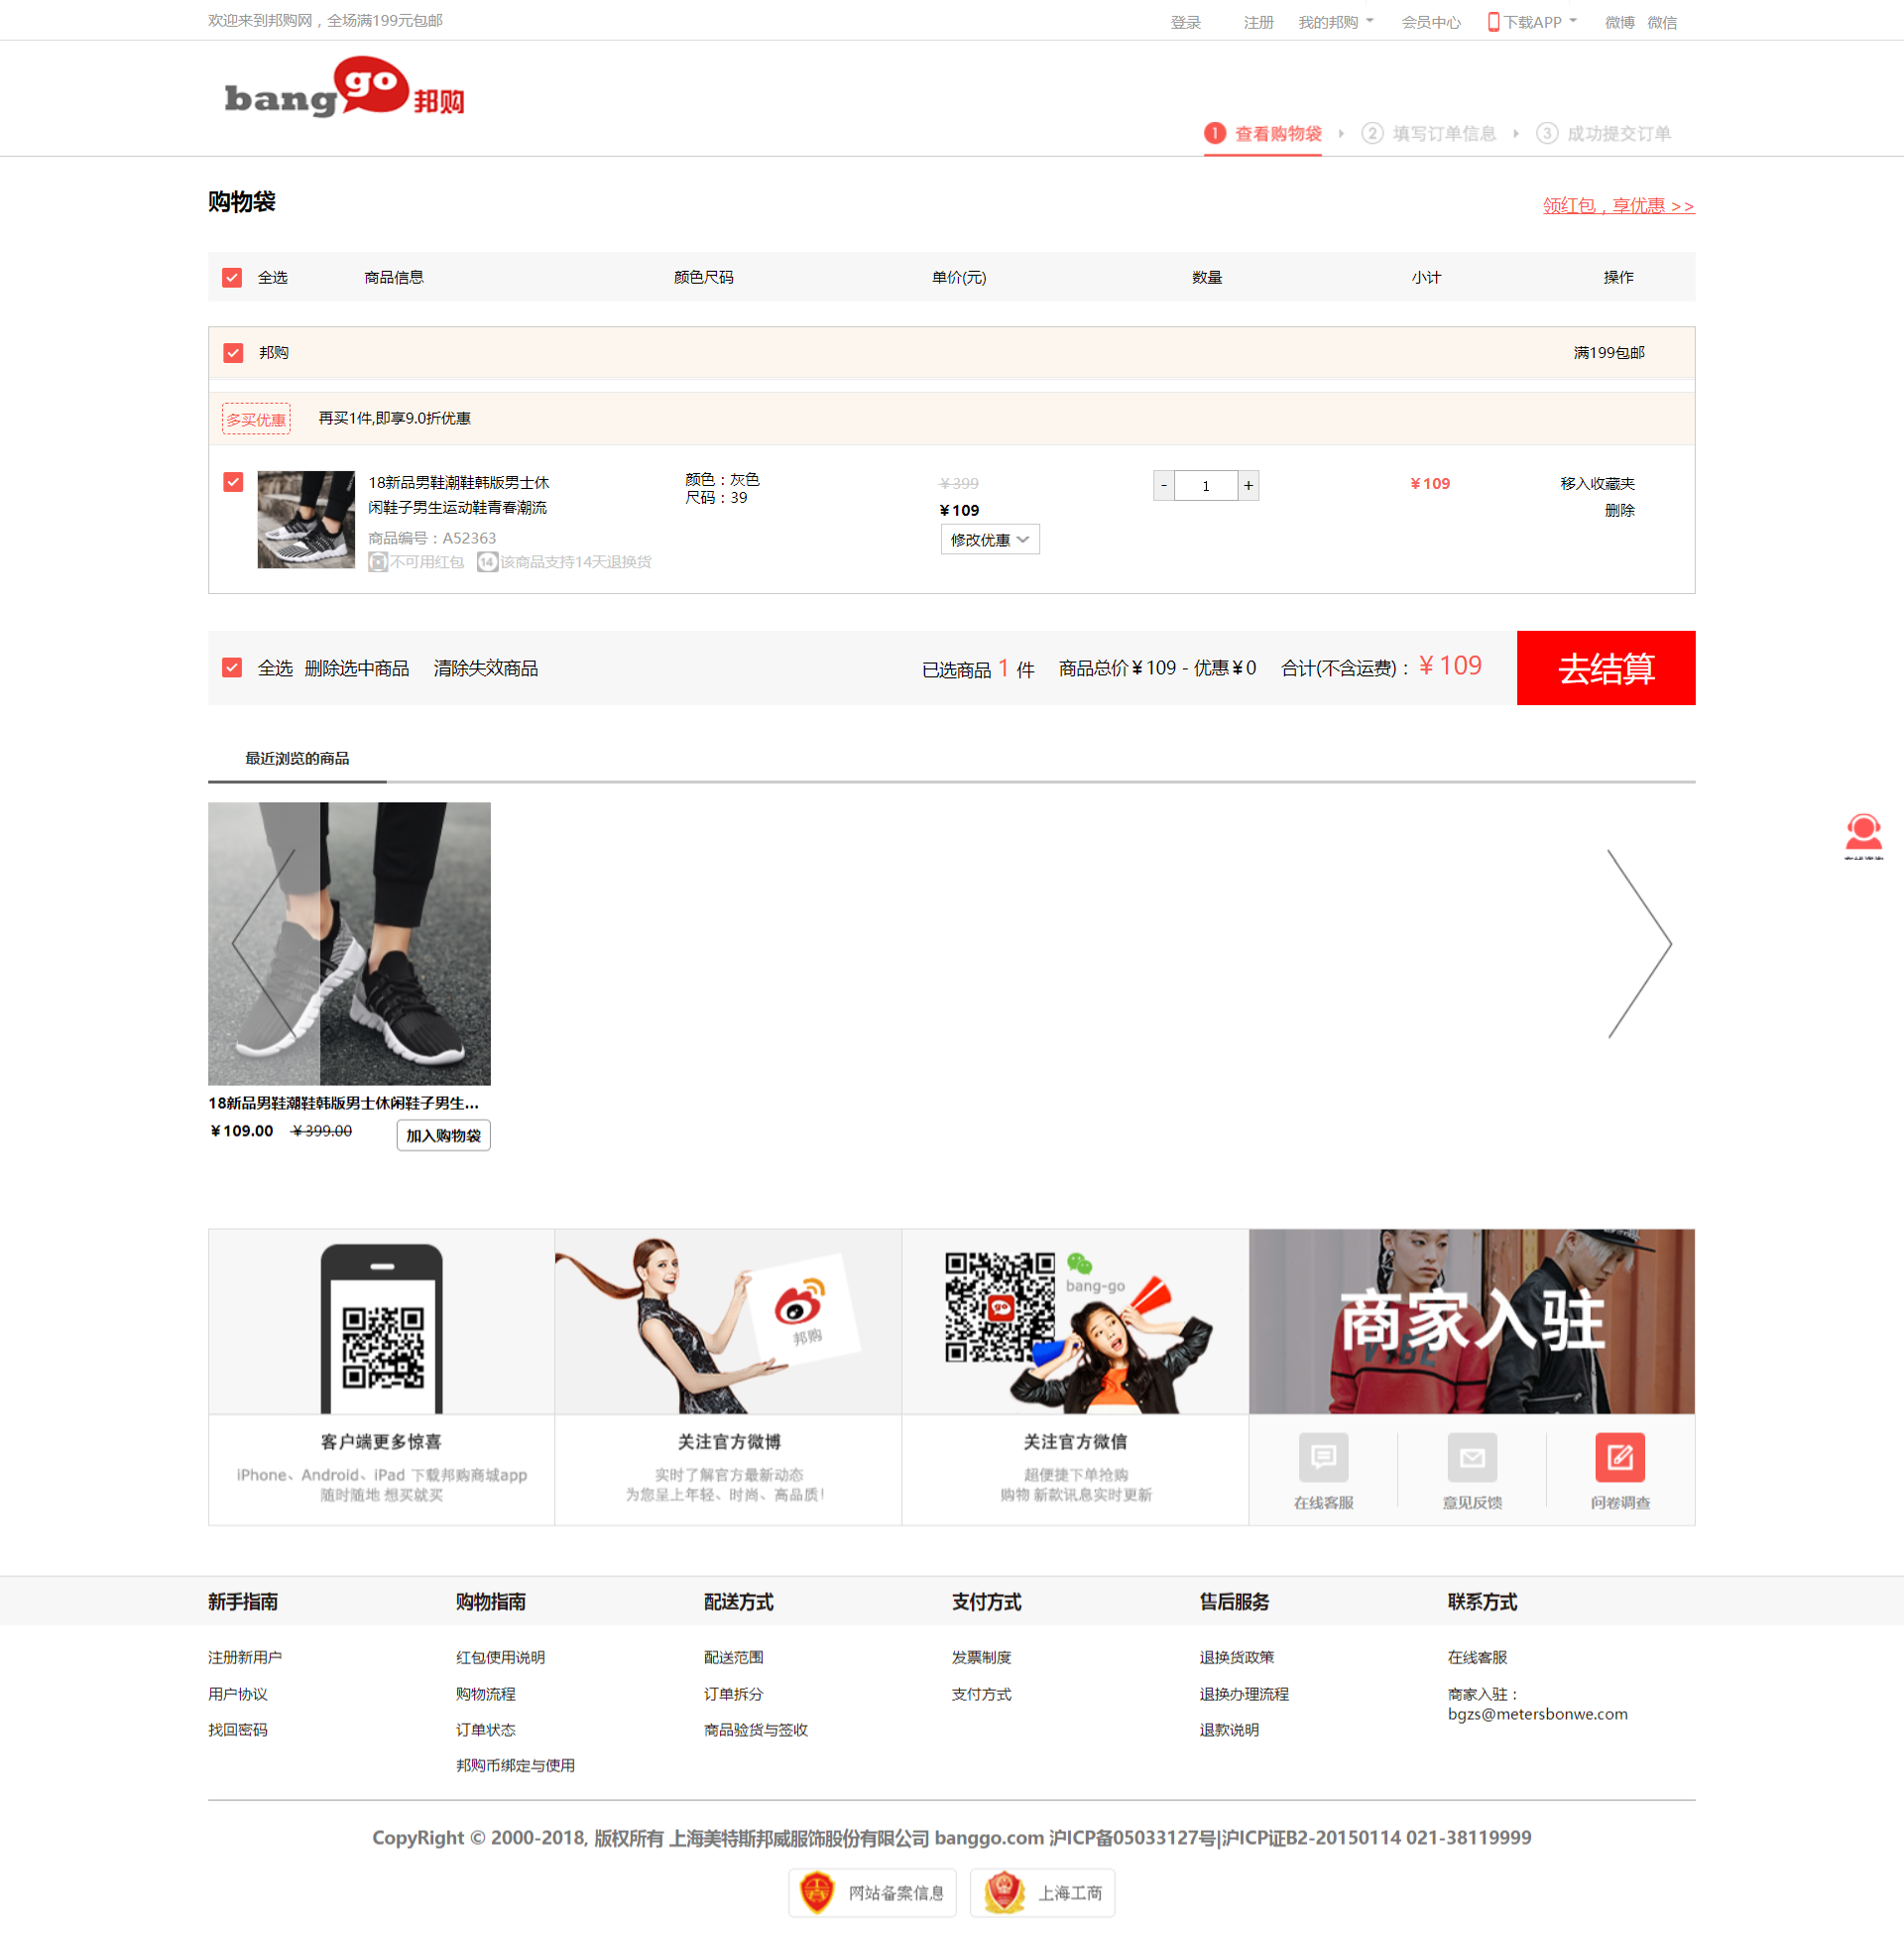 欢迎来到邦购网，全场满199元包邮
登录 注册 我的邦购 会员中心 下载APP 微博 微信
bang go 邦购
1 查看购物袋 2 填写订单信息 3 成功提交订单
购物袋
领红包，享优惠 >>
全选 商品信息 颜色尺码 单价(元) 数量 小计 操作
邦购 满199包邮
多买优惠 再买1件,即享9.0折优惠
18新品男鞋潮鞋韩版男士休
闲鞋子男生运动鞋青春潮流
商品编号：A52363
不可用红包 14 该商品支持14天退换货
颜色：灰色
尺码：39
￥399
￥109
修改优惠
- 1 +
￥109
移入收藏夹
删除
全选 删除选中商品 清除失效商品 已选商品 1 件 商品总价￥109 - 优惠￥0 合计(不含运费)：￥109 去结算
最近浏览的商品
18新品男鞋潮鞋韩版男士休闲鞋子男生...
￥109.00 ￥399.00 加入购物袋
邦购
go
bang-go
商家入驻
客户端更多惊喜
iPhone、Android、iPad 下载邦购商城app
随时随地 想买就买
关注官方微博
实时了解官方最新动态
为您呈上年轻、时尚、高品质！
关注官方微信
超便捷下单抢购
购物 新款讯息实时更新
在线客服 意见反馈 问卷调查
新手指南 购物指南 配送方式 支付方式 售后服务 联系方式
注册新用户 红包使用说明 配送范围 发票制度 退换货政策 在线客服
用户协议 购物流程 订单拆分 支付方式 退换办理流程 商家入驻：
bgzs@metersbonwe.com
找回密码 订单状态 商品验货与签收 退款说明
邦购币绑定与使用
CopyRight © 2000-2018, 版权所有 上海美特斯邦威服饰股份有限公司 banggo.com 沪ICP备05033127号|沪ICP证B2-20150114 021-38119999
网站备案信息 上海工商